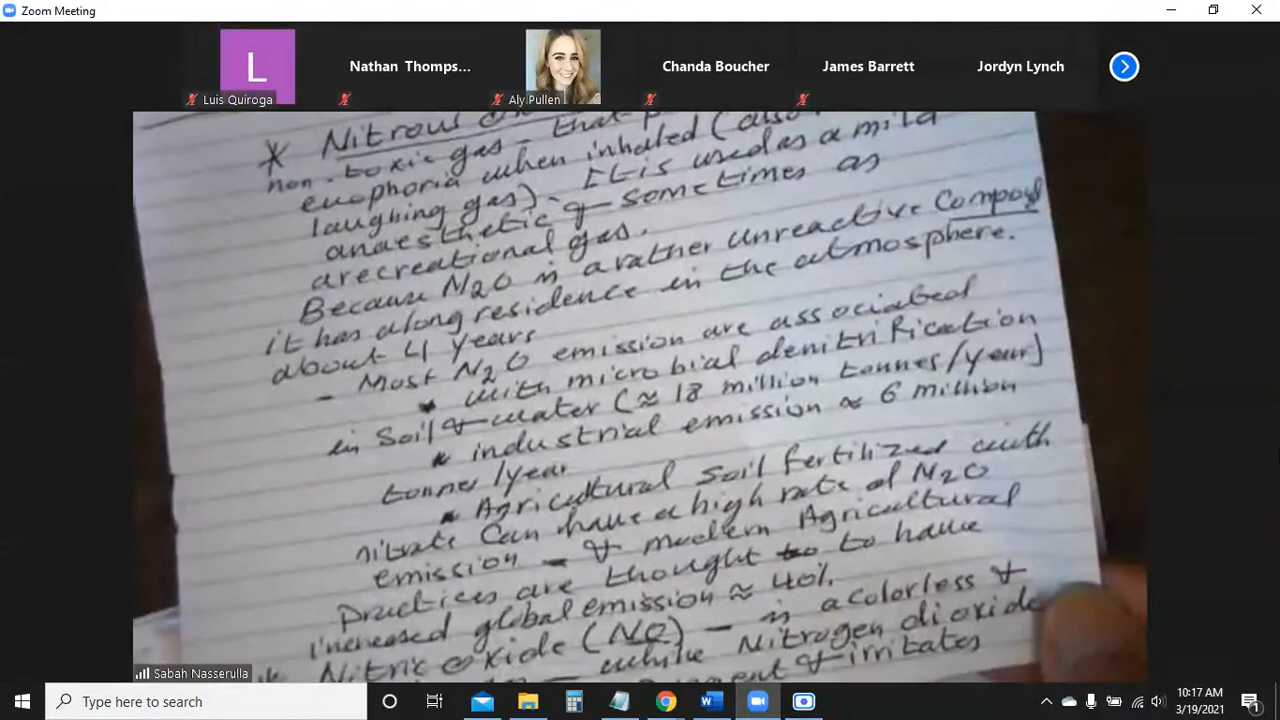 Zoom Meeting
L
Luis Quiroga
Nathan Thomps...
Aly Pullen
Chanda Boucher
James Barrett
Jordyn Lynch
* Nitrous
non-toxic gas - that
euophoria when inhaled (also
laughing gas). It is used as a mild
anaesthetic & sometimes as
a recreational gas.
Because N2O is a rather unreactive Compound
it has a long residence in the atmosphere.
about 4 years
- Most N2O emission are associated
* with microbial denitrification
in soil & water (≈ 18 million tonnes/year)
* industrial emission ≈ 6 million
tonnes/year
* Agricultural soil fertilized with
nitrate can have a high rate of N2O
emission - & modern Agricultural
Practices are thought to to have
increased global emission ≈ 40%.
Nitric oxide (NO) - is a colorless &
while Nitrogen dioxide
& irritates
Sabah Nasserulla
Type here to search
10:17 AM
3/19/2021